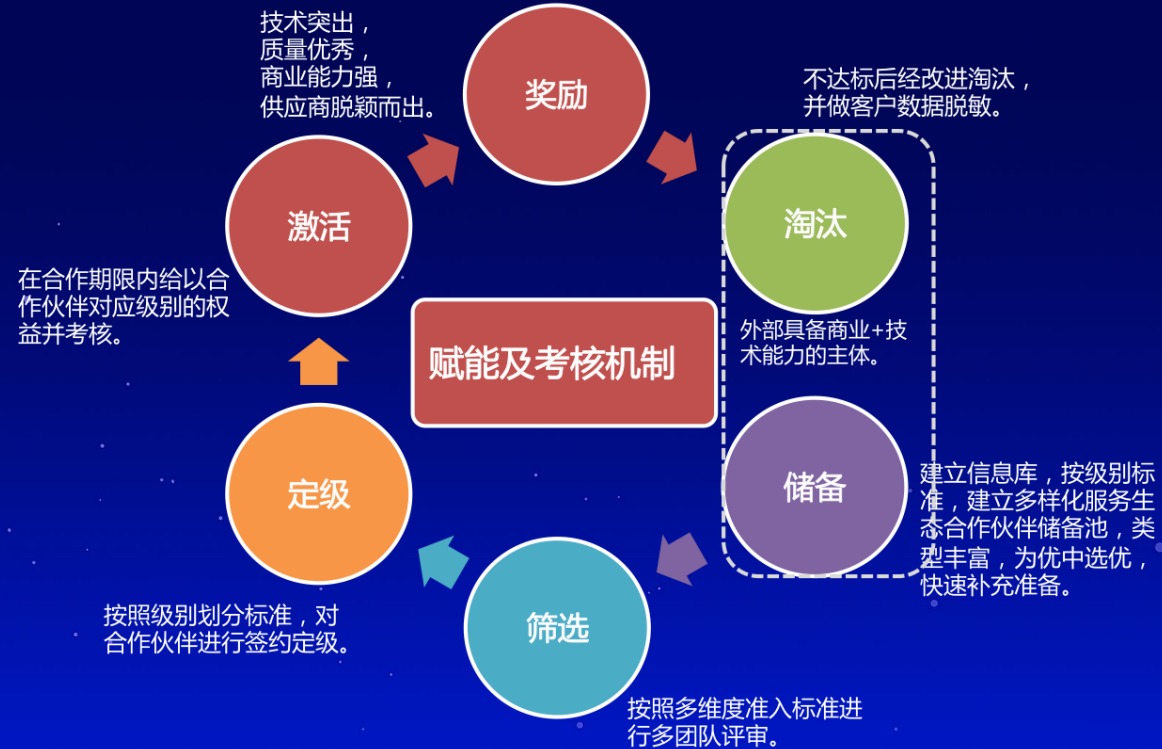 技术突出，
质量优秀，
商业能力强，
供应商脱颖而出。
奖励
不达标后经改进淘汰，
并做客户数据脱敏。
激活
淘汰
在合作期限内给以合
作伙伴对应级别的权
益并考核。
赋能及考核机制
外部具备商业+技
术能力的主体。
定级
储备
建立信息库，按级别标
准，建立多样化服务生
态合作伙伴储备池，类
型丰富，为优中选优，
快速补充准备。
按照级别划分标准，对
合作伙伴进行签约定级。
筛选
按照多维度准入标准进
行多团队评审。